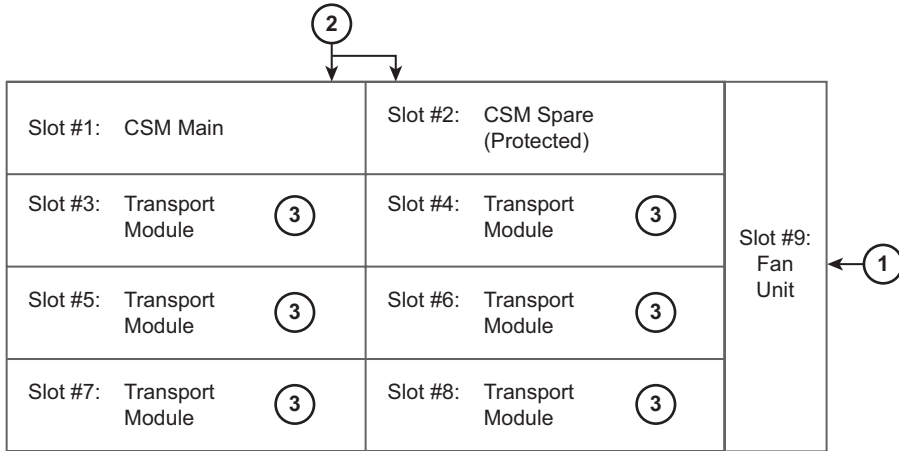 2
Slot #1: CSM Main
Slot #2: CSM Spare
(Protected)
Slot #3: Transport
Module
3
Slot #4: Transport
Module
3
Slot #5: Transport
Module
3
Slot #6: Transport
Module
3
Slot #7: Transport
Module
3
Slot #8: Transport
Module
3
Slot #9:
Fan
Unit
1